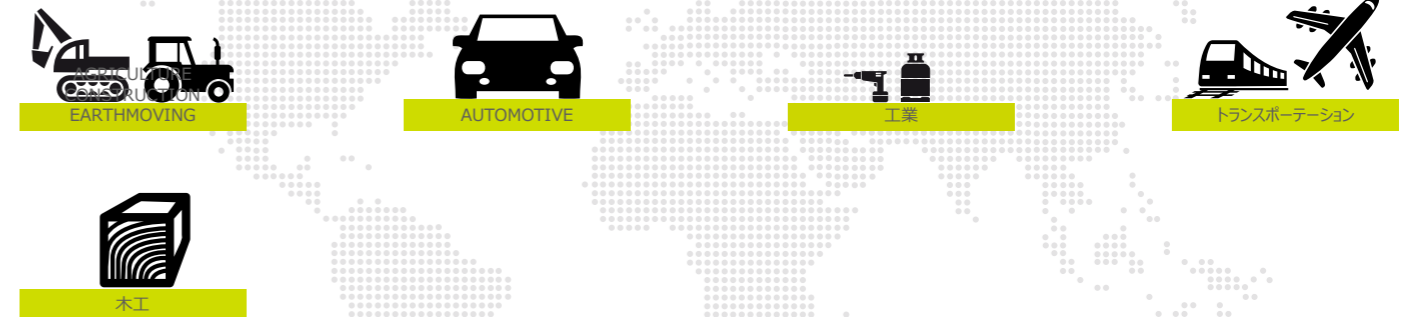 AGRICULTURE
CONSTRUCTION
EARTHMOVING
AUTOMOTIVE
工業
トランスポーテーション
木工